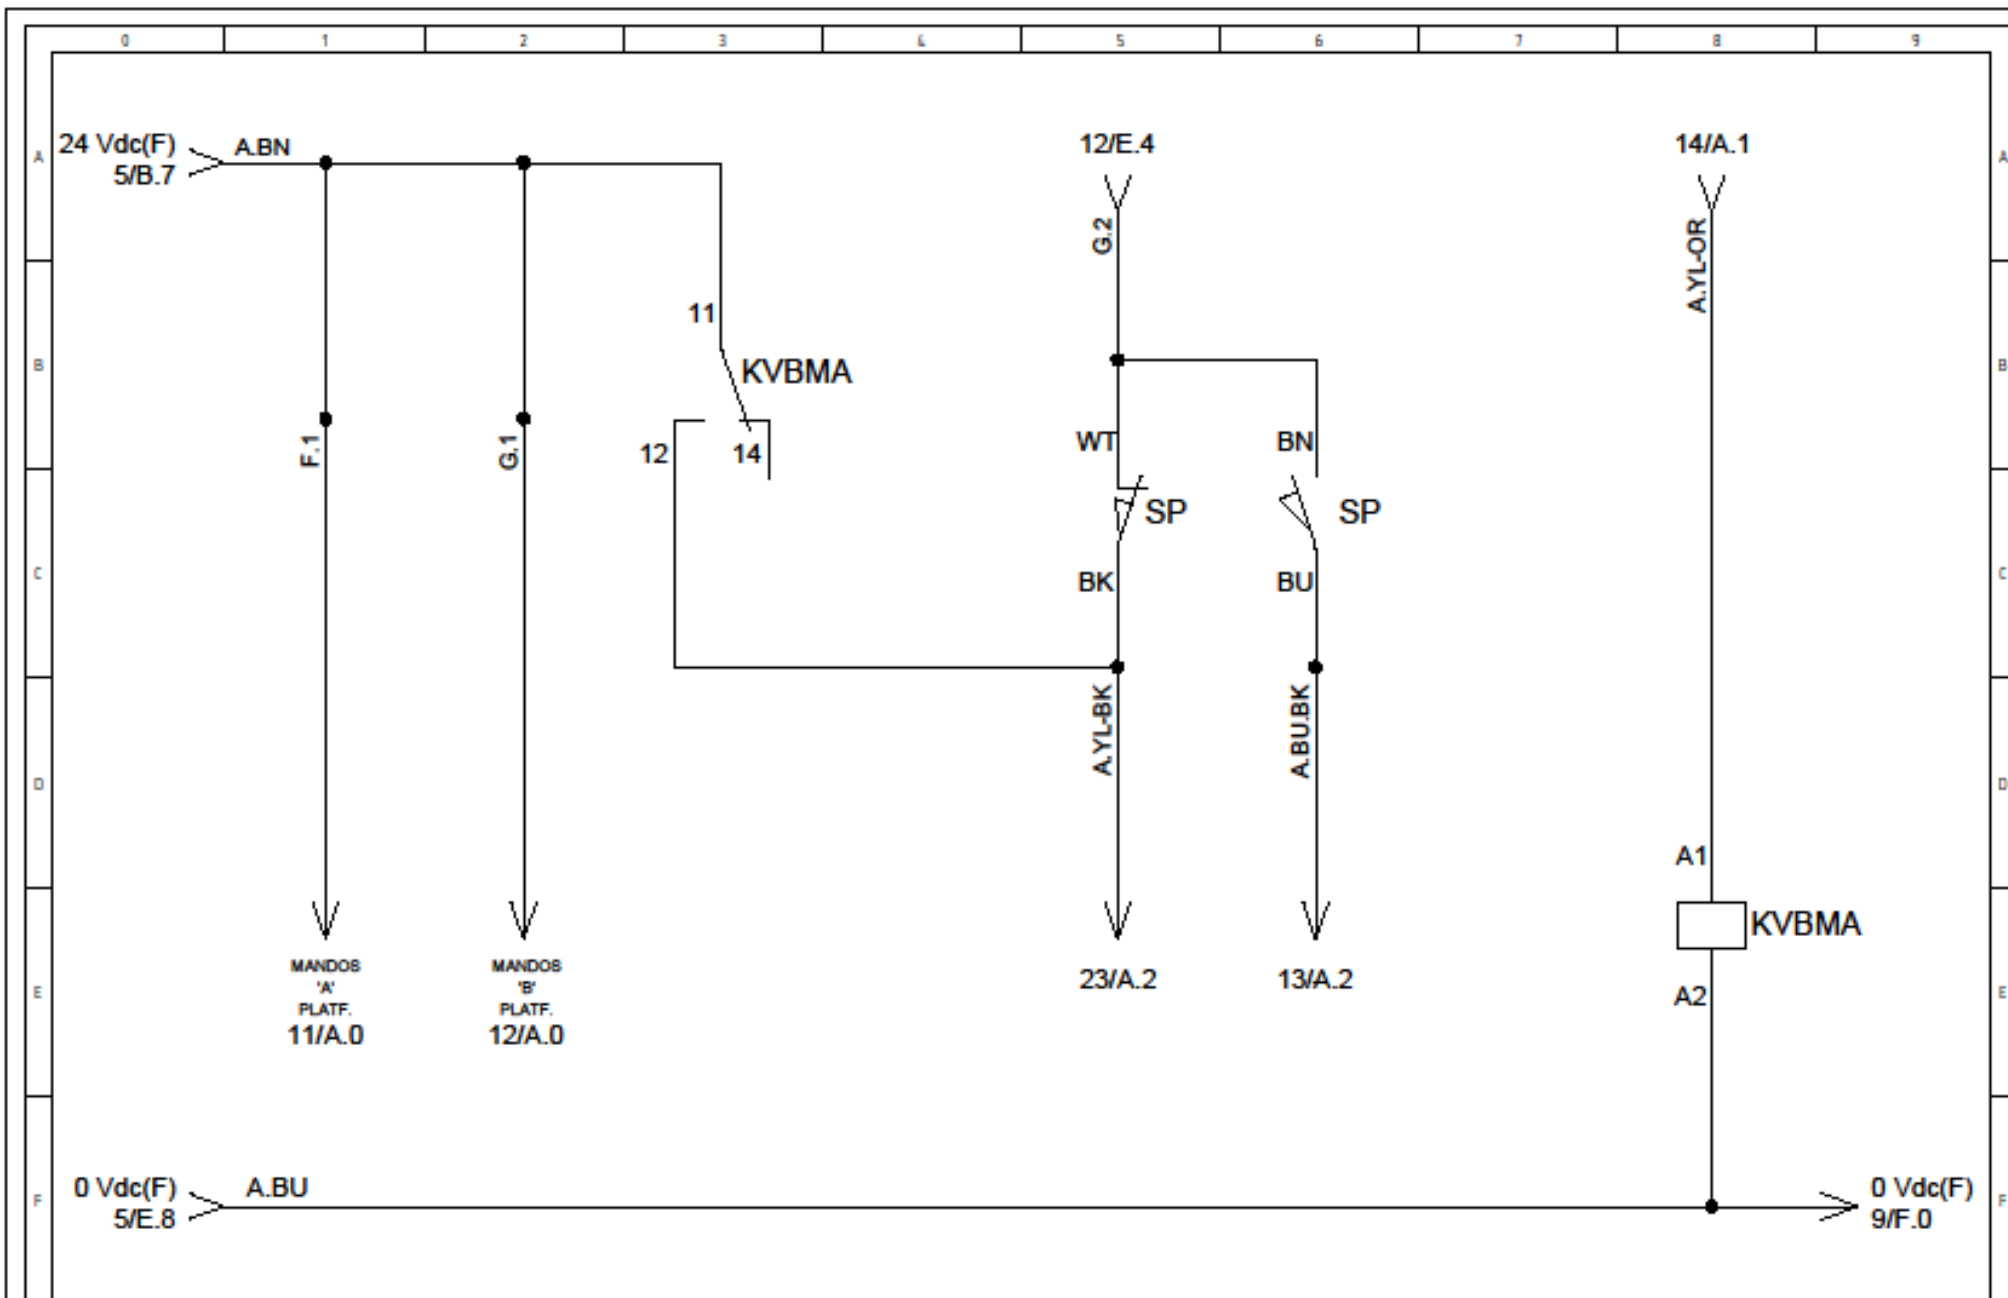 0 1 2 3 4 5 6 7 8 9
A
24 Vdc(F)
5/B.7
A.BN
12/E.4
14/A.1
A
G.2
A.YL-OR
B
11
KVBMA
B
F.1
G.1
12
14
WT
BN
SP
SP
C
BK
BU
C
A.YL-BK
A.BU.BK
D
D
A1
KVBMA
E
MANDOS
'A'
PLATF.
11/A.0
MANDOS
'B'
PLATF.
12/A.0
23/A.2
13/A.2
A2
E
F
0 Vdc(F)
5/E.8
A.BU
0 Vdc(F)
9/F.0
F